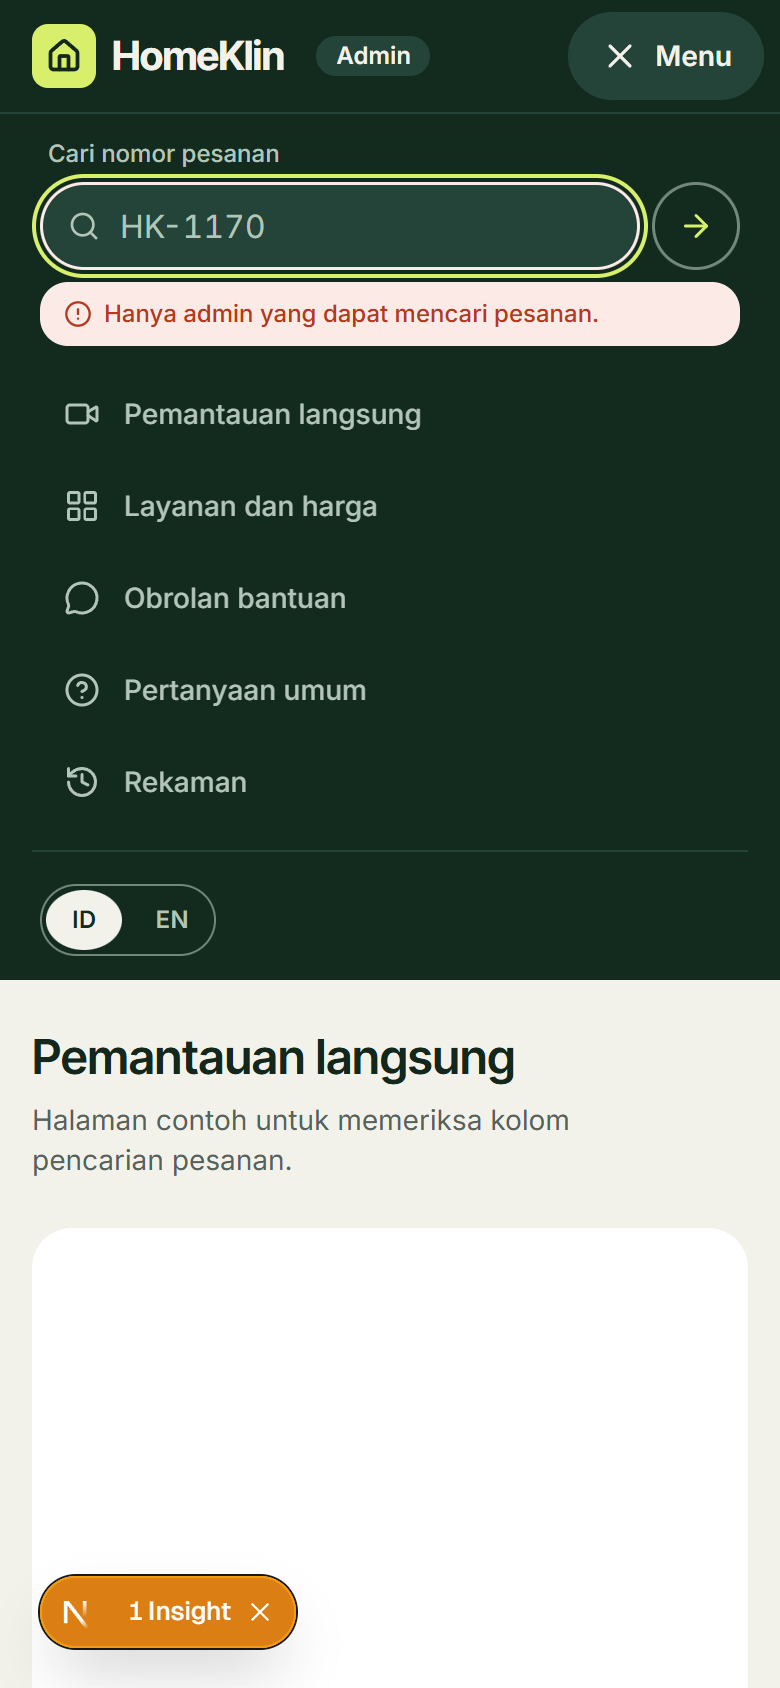 HomeKlin
Admin
Menu
Cari nomor pesanan
HK-1170
Hanya admin yang dapat mencari pesanan.
Pemantauan langsung
Layanan dan harga
Obrolan bantuan
Pertanyaan umum
Rekaman
ID
EN
Pemantauan langsung
Halaman contoh untuk memeriksa kolom
pencarian pesanan.
N
1 Insight